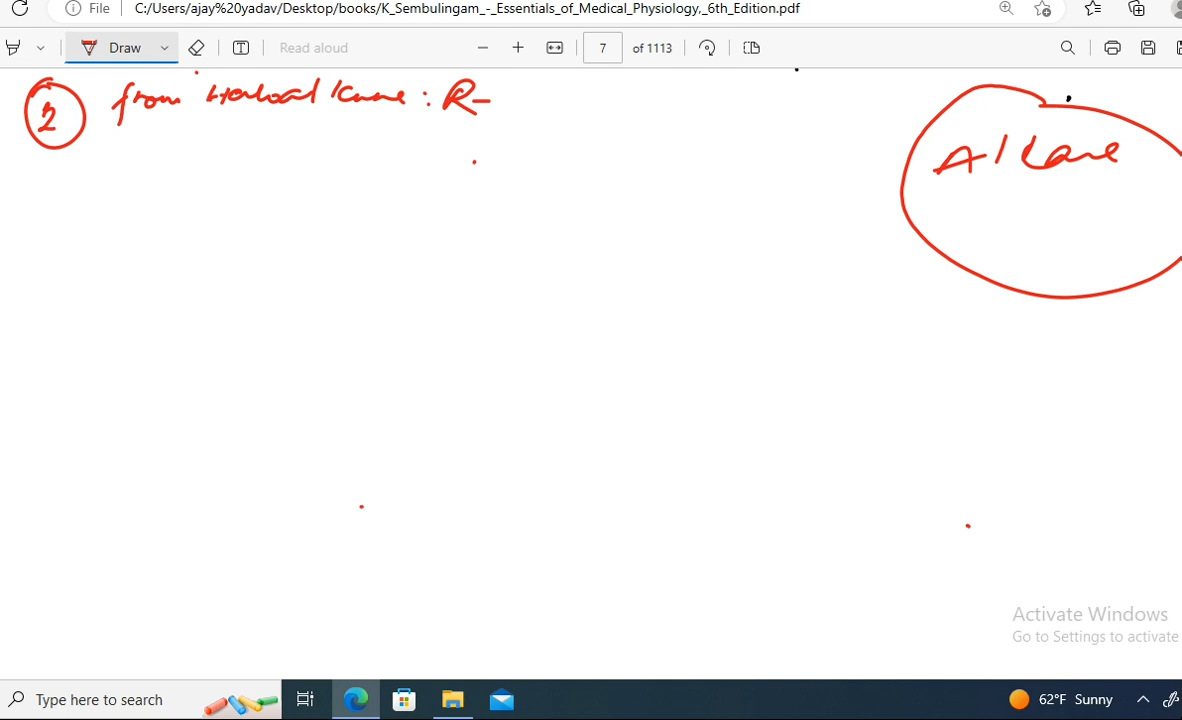 File C:/Users/ajay%20yadav/Desktop/books/K_Sembulingam_-_Essentials_of_Medical_Physiology,_6th_Edition.pdf
Draw Read aloud 7 of 1113
2 from : R-
Alkane
Activate Windows
Go to Settings to activate
Type here to search 62°F Sunny